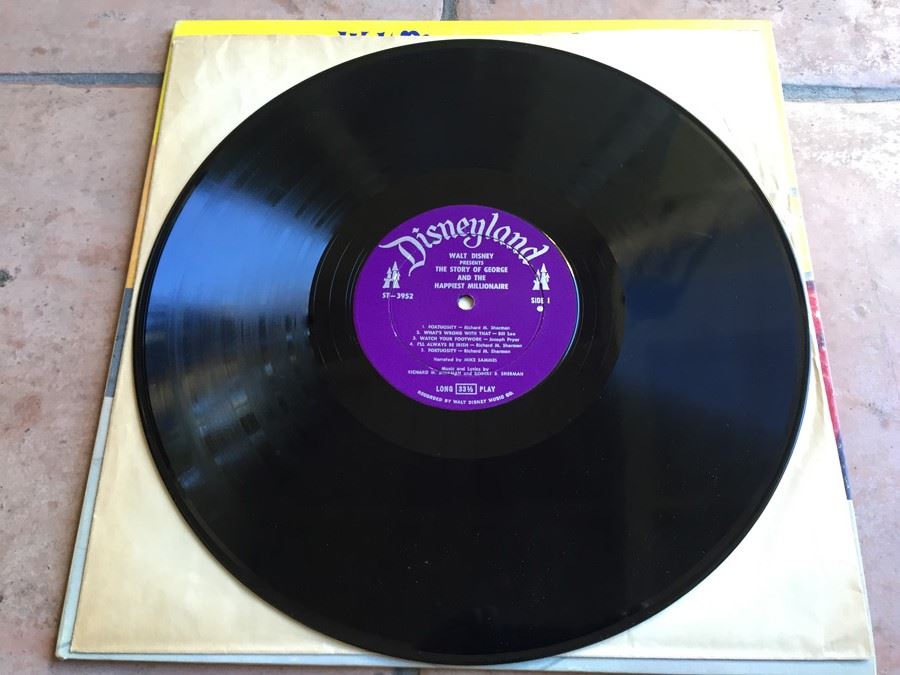 Disneyland
WALT DISNEY
PRESENTS
THE STORY OF GEORGE
AND THE
HAPPIEST MILLIONAIRE
ST-3952
SIDE 1
1. FORTUOSITY — Richard M. Sherman
2. WHAT'S WRONG WITH THAT — Bill Lee
3. WATCH YOUR FOOTWORK — Joseph Pryor
4. I'LL ALWAYS BE IRISH — Richard M. Sherman
5. FORTUOSITY — Richard M. Sherman
Narrated by MIKE SAMMES
Music and Lyrics by
RICHARD M. SHERMAN and ROBERT B. SHERMAN
LONG 33⅓ PLAY
RECORDED BY WALT DISNEY MUSIC CO.